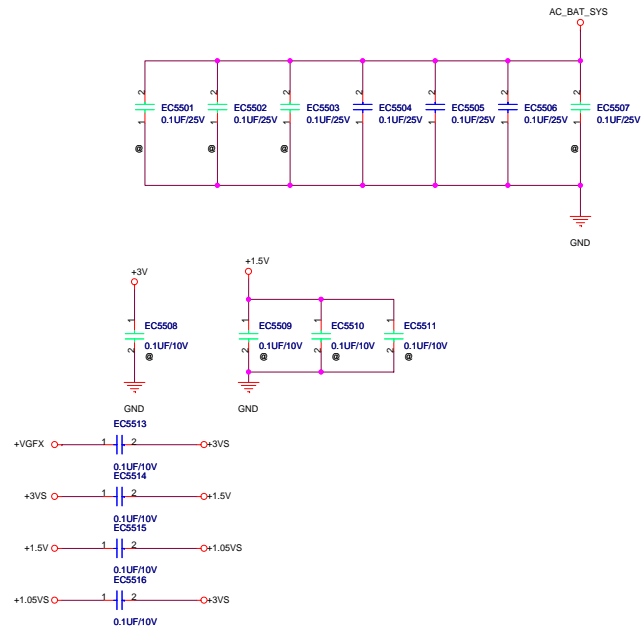 AC_BAT_SYS
2 2 2 2 2 2 2
EC5501 EC5502 EC5503 EC5504 EC5505 EC5506 EC5507
0.1UF/25V 0.1UF/25V 0.1UF/25V 0.1UF/25V 0.1UF/25V 0.1UF/25V 0.1UF/25V
1 1 1 1 1 1 1
@ @ @ @
GND
+3V +1.5V
1 1 1 1
EC5508 EC5509 EC5510 EC5511
0.1UF/10V 0.1UF/10V 0.1UF/10V 0.1UF/10V
2 2 2 2
@ @ @ @
GND GND
EC5513
+VGFX 1 2 +3VS
0.1UF/10V
EC5514
+3VS 1 2 +1.5V
0.1UF/10V
EC5515
+1.5V 1 2 +1.05VS
0.1UF/10V
EC5516
+1.05VS 1 2 +3VS
0.1UF/10V